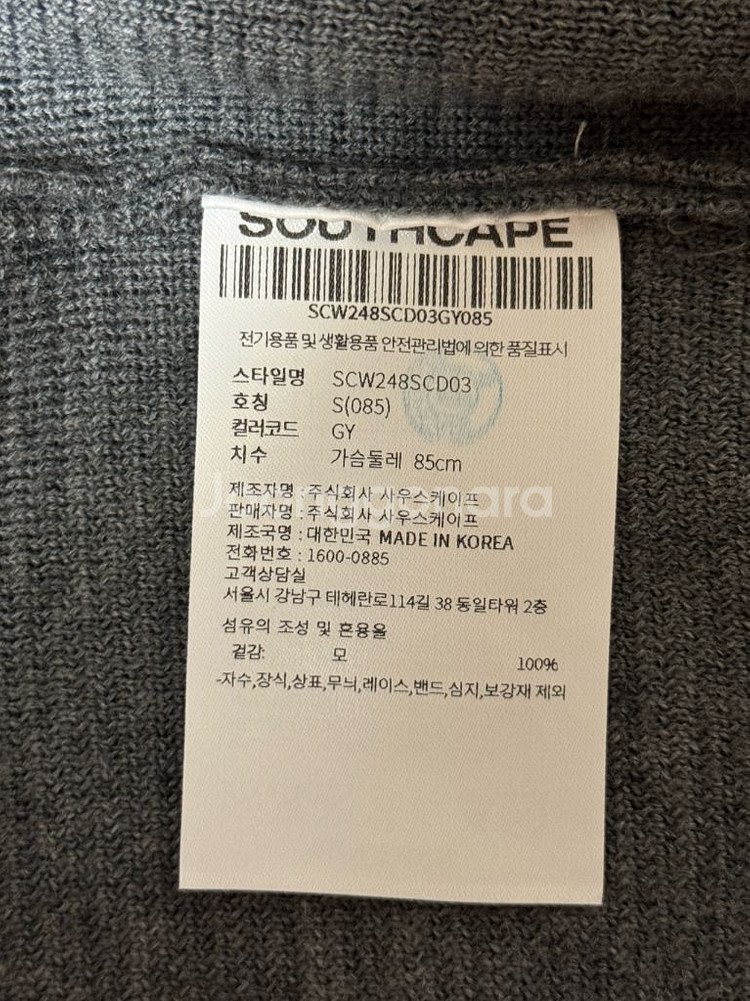 SOUTHCAPE
SCW248SCD03GY085
전기용품 및 생활용품 안전관리법에 의한 품질표시
스타일명 SCW248SCD03
호칭 S(085)
컬러코드 GY
치수 가슴둘레 85cm
제조자명 : 주식회사 사우스케이프
판매자명 : 주식회사 사우스케이프
제조국명 : 대한민국 MADE IN KOREA
전화번호 : 1600-0885
고객상담실
서울시 강남구 테헤란로114길 38 동일타워 2층
섬유의 조성 및 혼용율
겉감: 모 100%
-자수,장식,상표,무늬,레이스,밴드,심지,보강재 제외